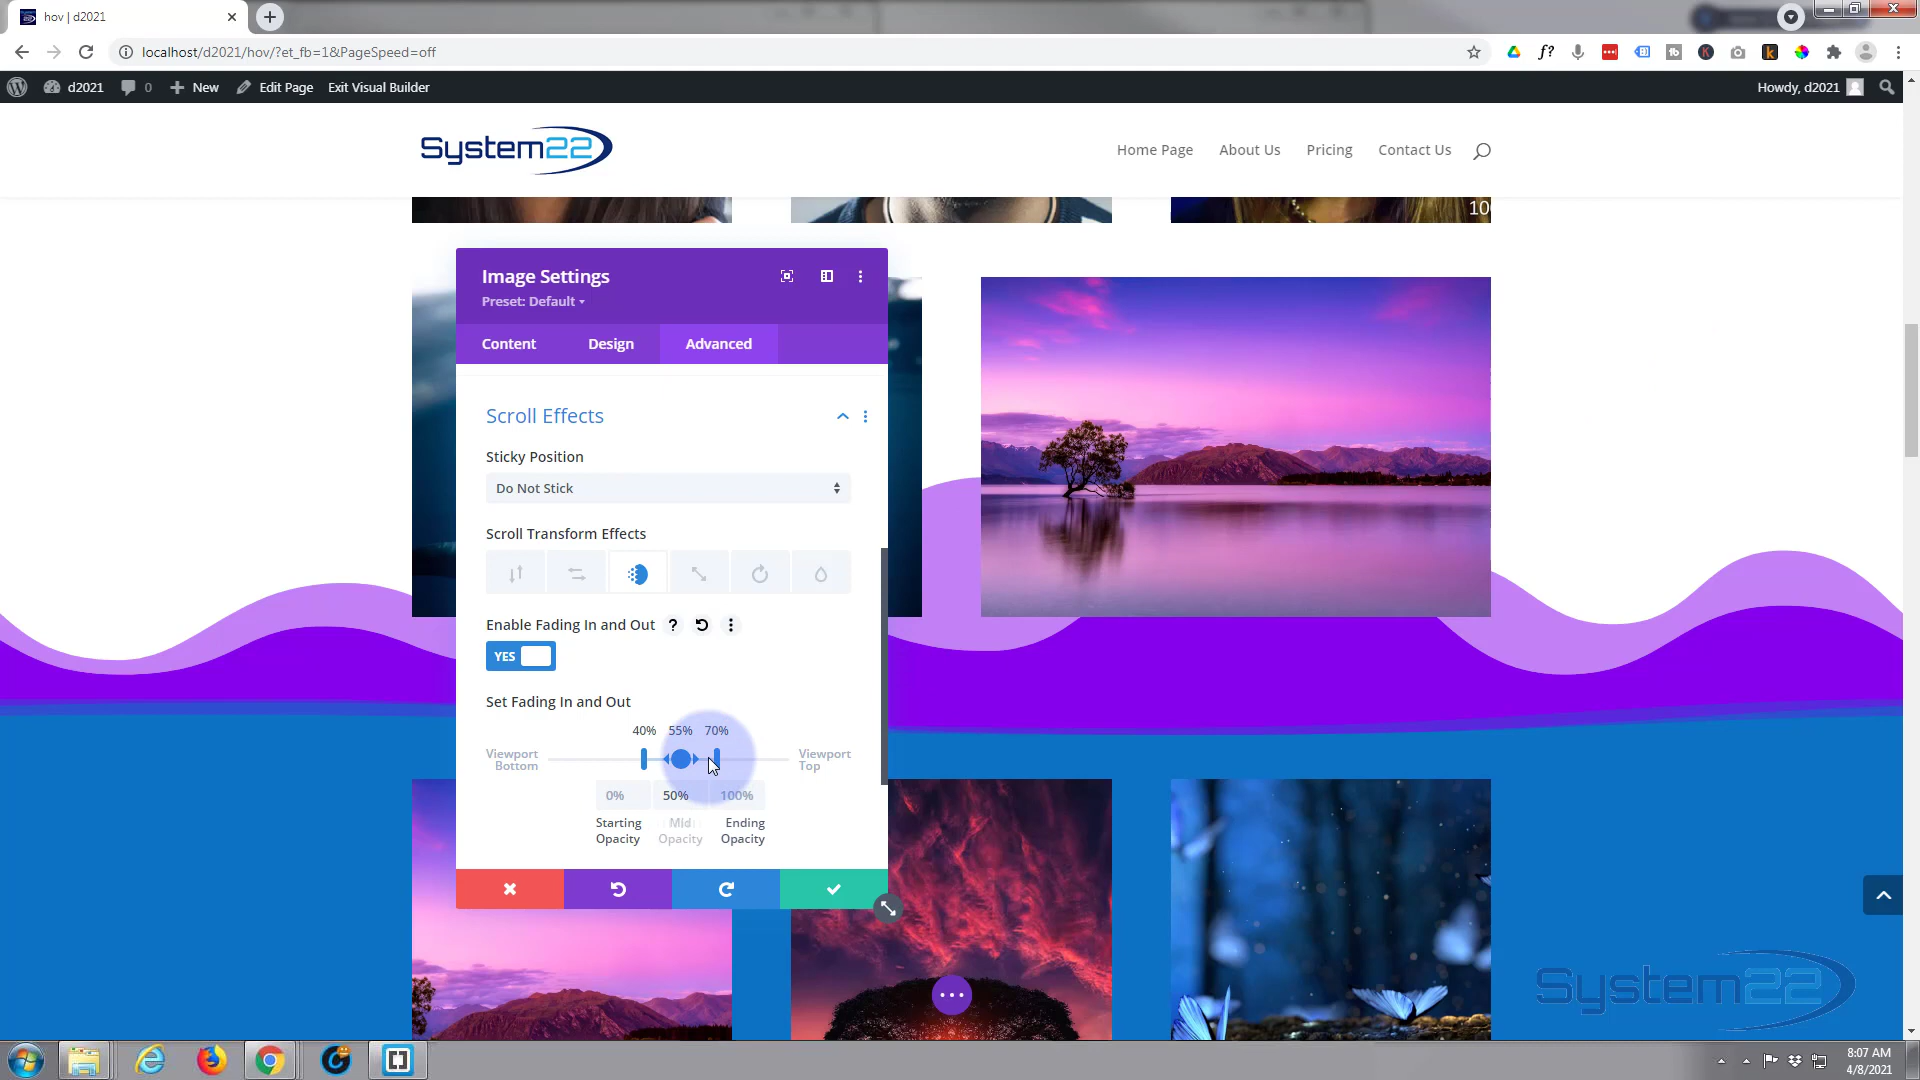 hov | d2021
localhost/d2021/hov/?et_fb=1&PageSpeed=off
d2021
0
New
Edit Page
Exit Visual Builder
Howdy, d2021
System22
Home Page
About Us
Pricing
Contact Us
10
Image Settings
Preset: Default
Content
Design
Advanced
Scroll Effects
Sticky Position
Do Not Stick
Scroll Transform Effects
Enable Fading In and Out
?
YES
Set Fading In and Out
40% 55% 70%
Viewport
Bottom
Viewport
Top
0% 50% 100%
Starting
Opacity
Mid
Opacity
Ending
Opacity
System22
8:07 AM
4/8/2021